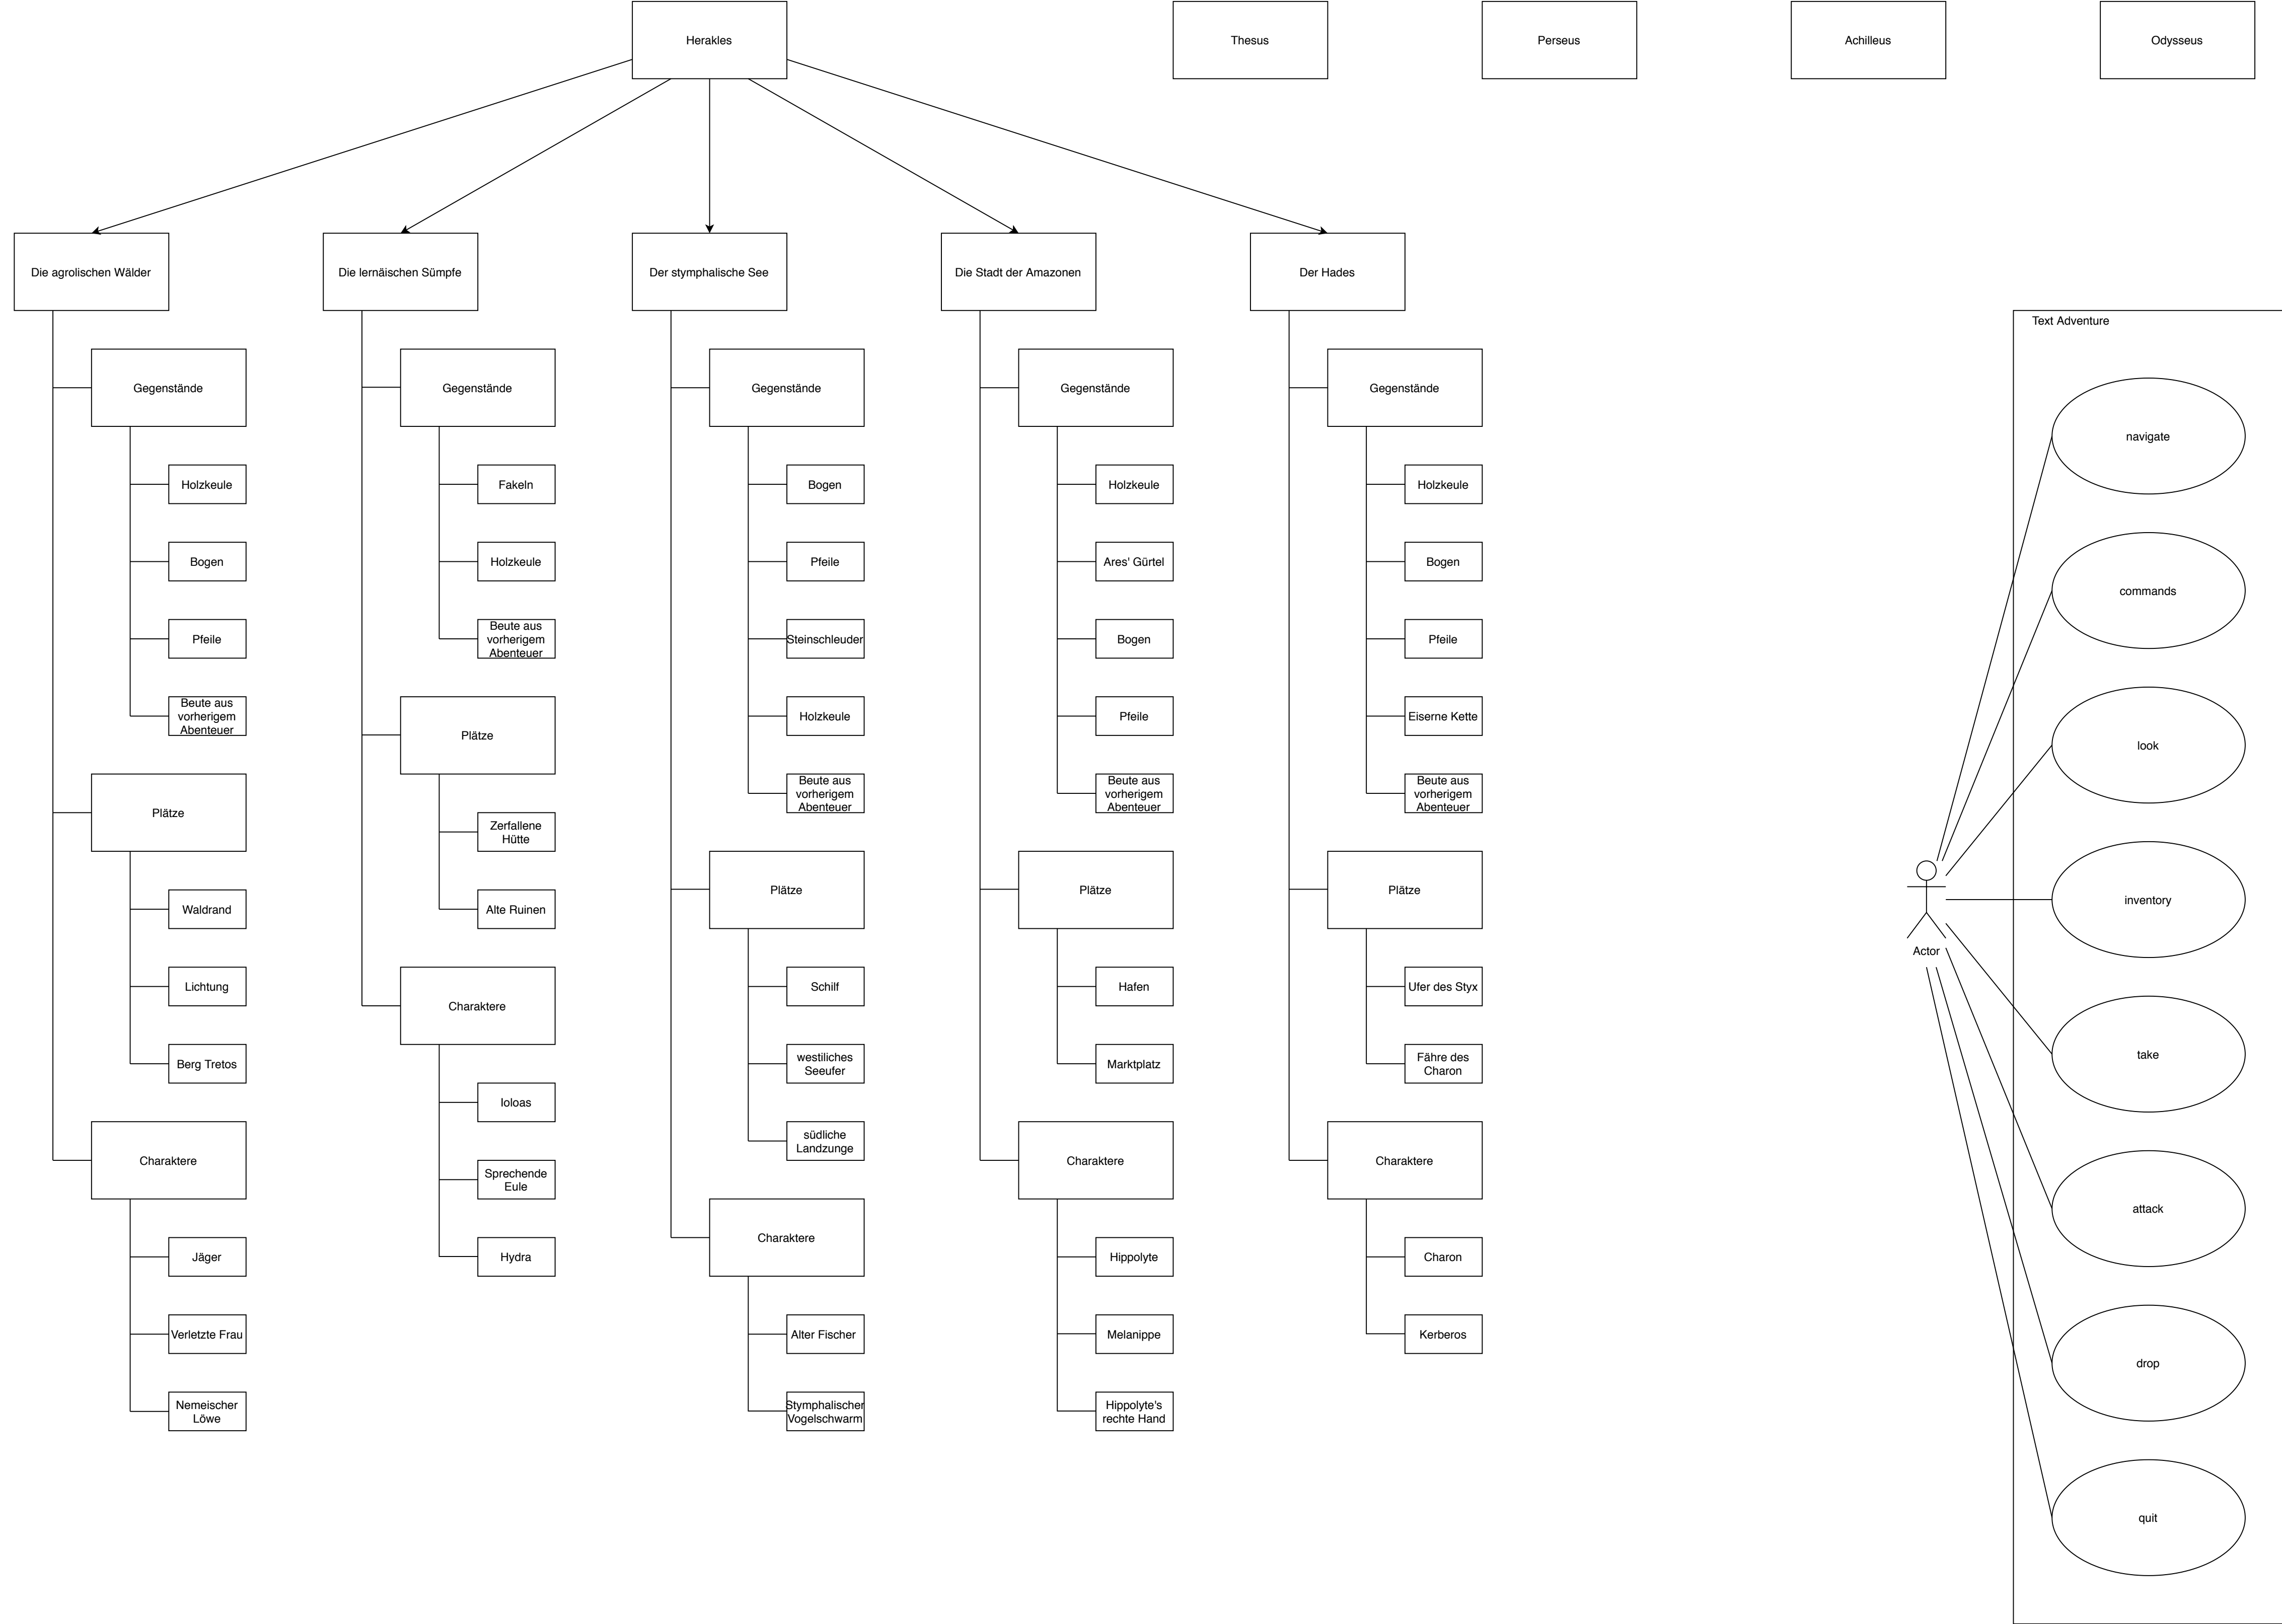 Herakles
Thesus
Perseus
Achilleus
Odysseus
Die agrolischen Wälder
Gegenstände
Holzkeule
Bogen
Pfeile
Beute aus
vorherigem
Abenteuer
Plätze
Waldrand
Lichtung
Berg Tretos
Charaktere
Jäger
Verletzte Frau
Nemeischer
Löwe
Die lernäischen Sümpfe
Gegenstände
Fakeln
Holzkeule
Beute aus
vorherigem
Abenteuer
Plätze
Zerfallene
Hütte
Alte Ruinen
Charaktere
Ioloas
Sprechende
Eule
Hydra
Der stymphalische See
Gegenstände
Bogen
Pfeile
Steinschleuder
Holzkeule
Beute aus
vorherigem
Abenteuer
Plätze
Schilf
westiliches
Seeufer
südliche
Landzunge
Charaktere
Alter Fischer
Stymphalischer
Vogelschwarm
Die Stadt der Amazonen
Gegenstände
Holzkeule
Ares' Gürtel
Bogen
Pfeile
Beute aus
vorherigem
Abenteuer
Plätze
Hafen
Marktplatz
Charaktere
Hippolyte
Melanippe
Hippolyte's
rechte Hand
Der Hades
Gegenstände
Holzkeule
Bogen
Pfeile
Eiserne Kette
Beute aus
vorherigem
Abenteuer
Plätze
Ufer des Styx
Fähre des
Charon
Charaktere
Charon
Kerberos
Text Adventure
navigate
commands
look
inventory
Actor
take
attack
drop
quit